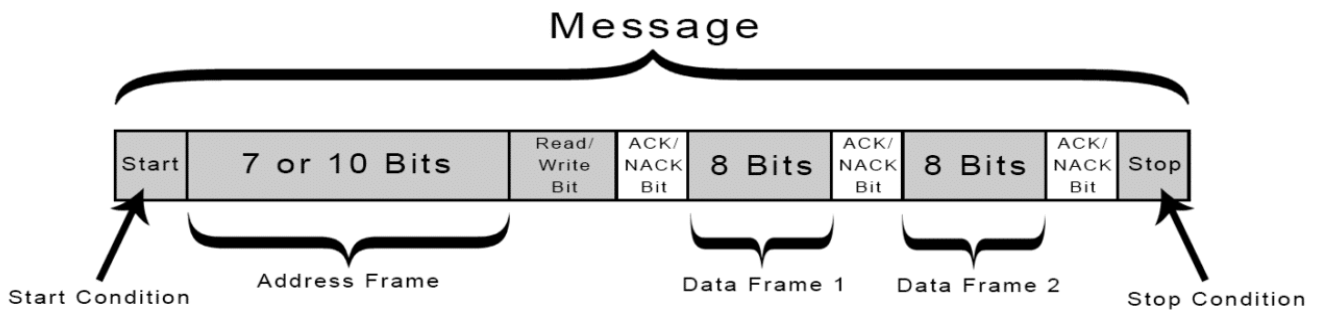 Message
Start
7 or 10 Bits
Read/
Write
Bit
ACK/
NACK
Bit
8 Bits
ACK/
NACK
Bit
8 Bits
ACK/
NACK
Bit
Stop
Start Condition
Address Frame
Data Frame 1
Data Frame 2
Stop Condition